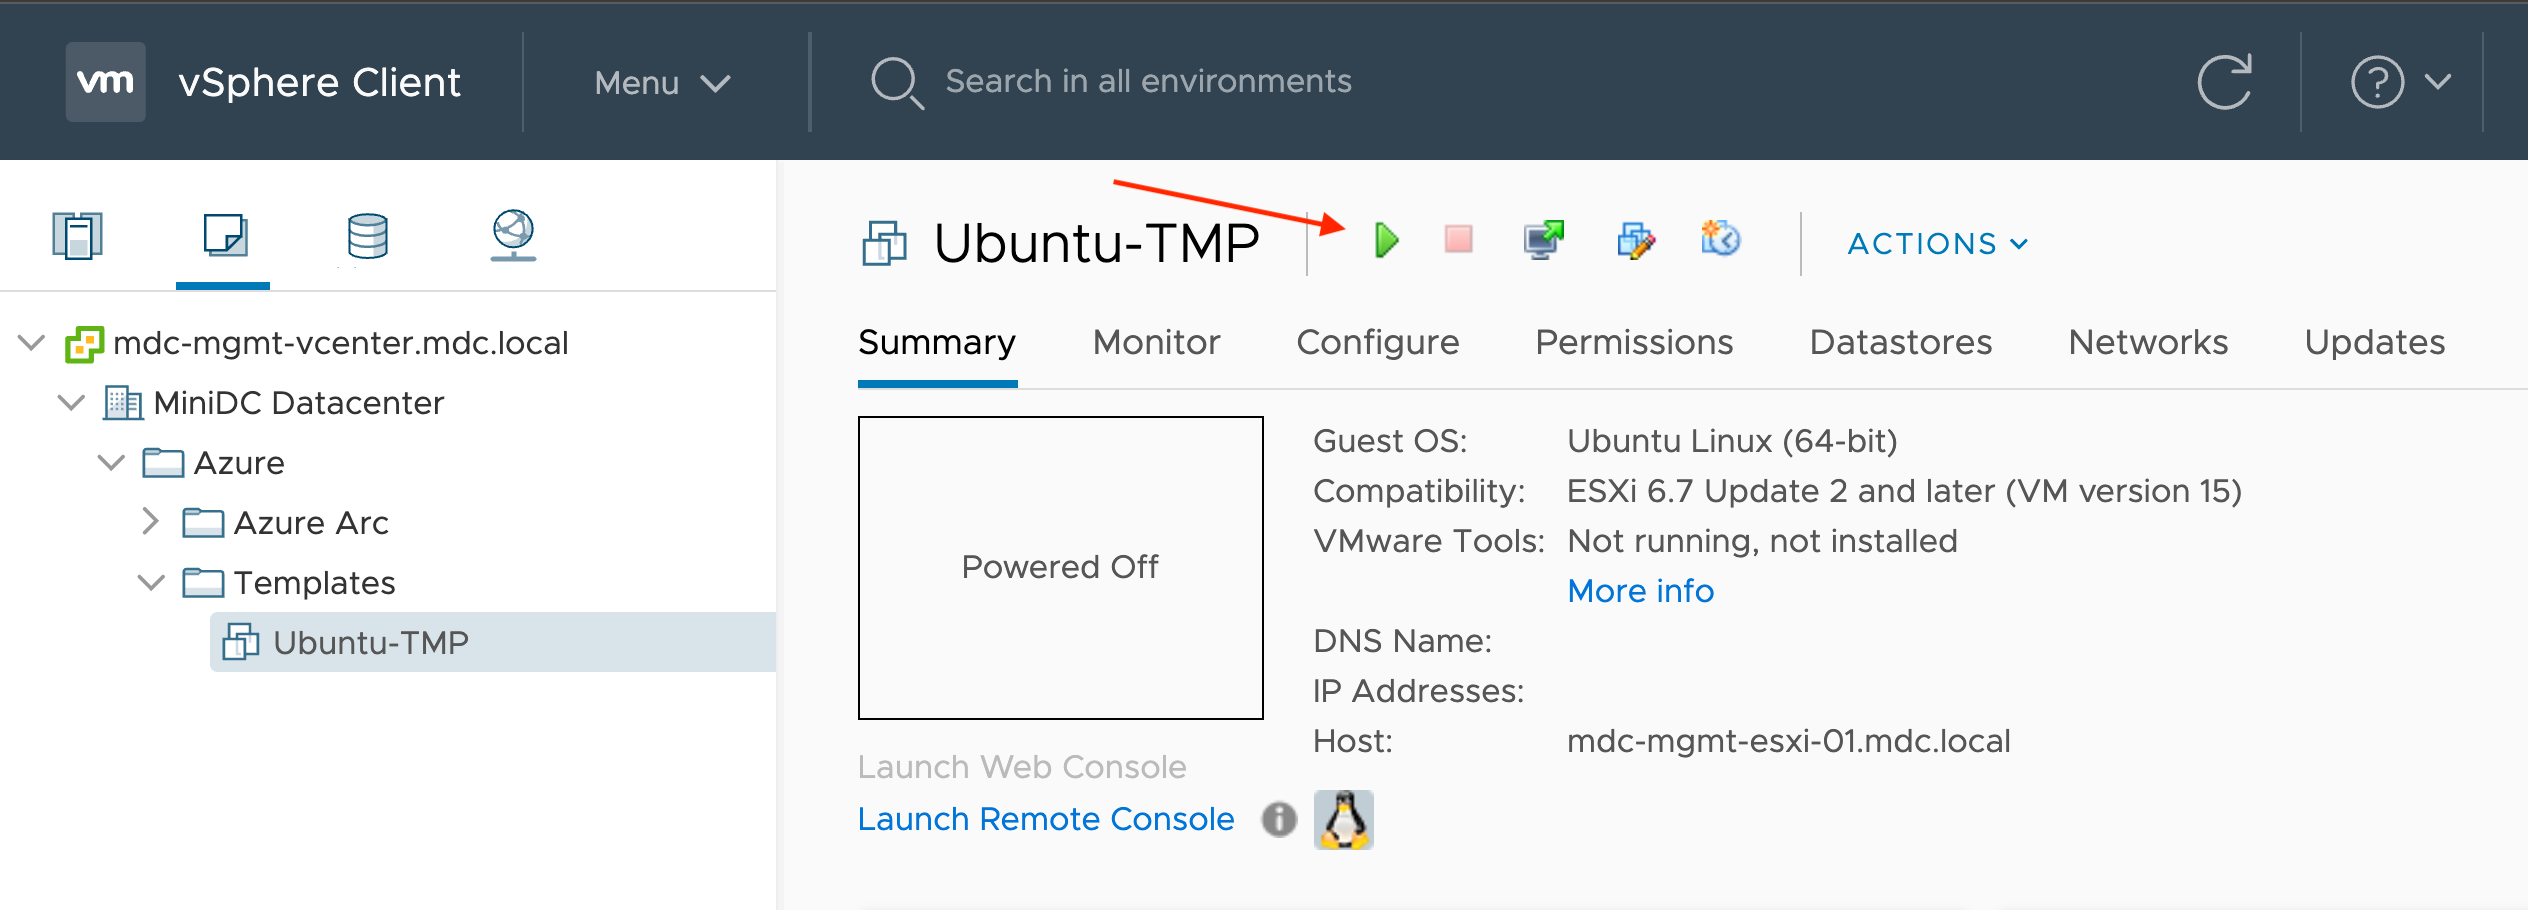 vm vSphere Client Menu Search in all environments ?
Ubuntu-TMP ACTIONS
Summary Monitor Configure Permissions Datastores Networks Updates
mdc-mgmt-vcenter.mdc.local
MiniDC Datacenter
Azure
Azure Arc
Templates
Ubuntu-TMP
Powered Off
Launch Web Console
Launch Remote Console i
Guest OS: Ubuntu Linux (64-bit)
Compatibility: ESXi 6.7 Update 2 and later (VM version 15)
VMware Tools: Not running, not installed
More info
DNS Name:
IP Addresses:
Host: mdc-mgmt-esxi-01.mdc.local